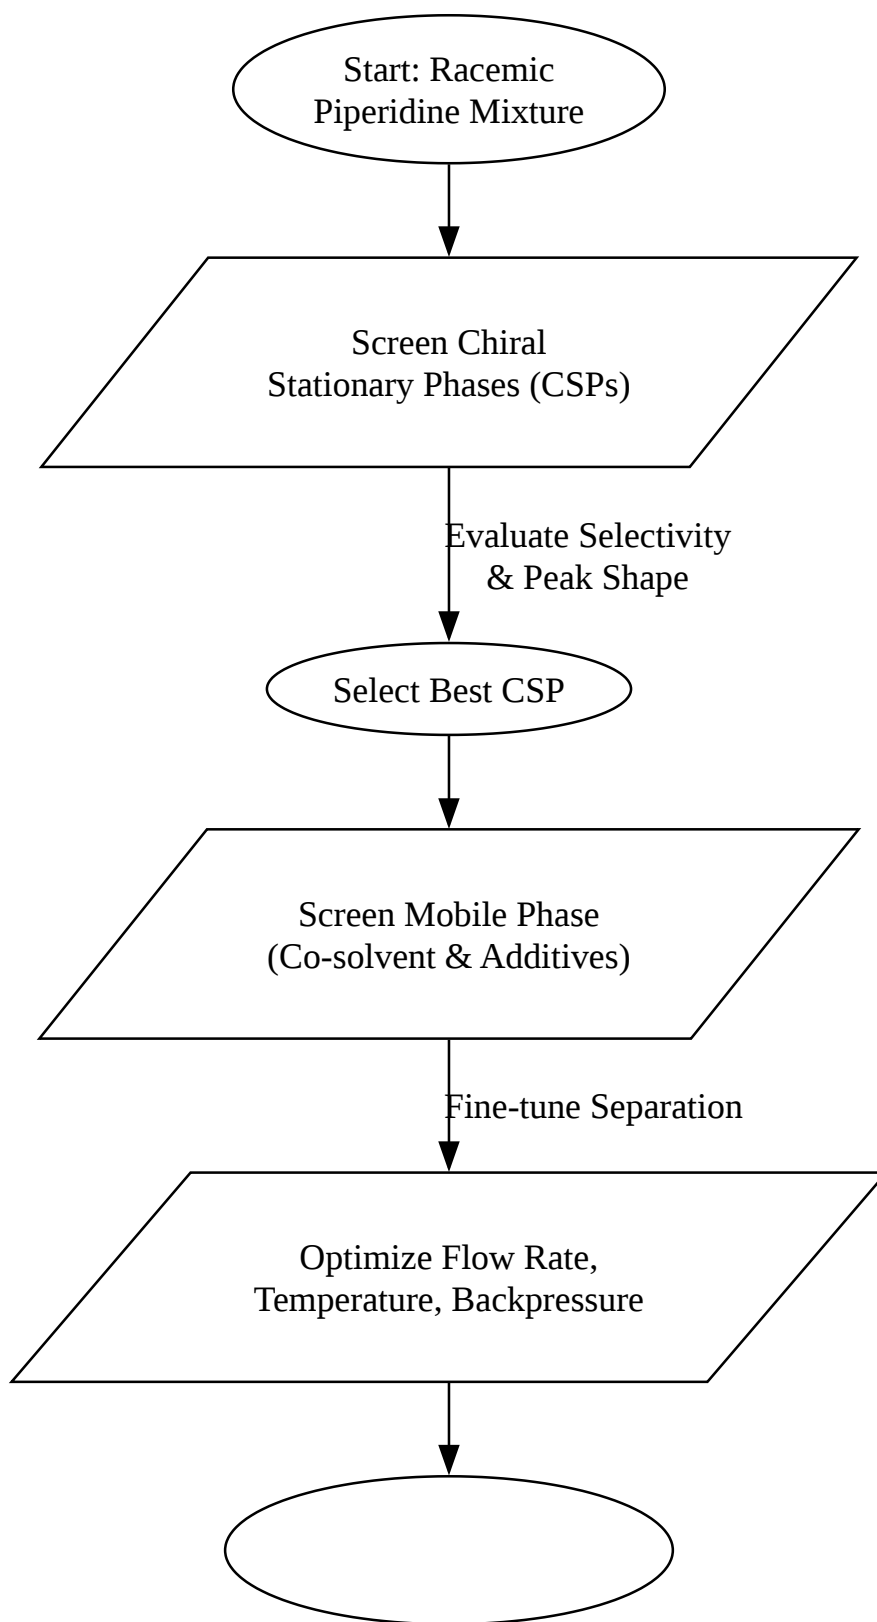 Start: Racemic
Piperidine Mixture
Screen Chiral
Stationary Phases (CSPs)
Evaluate Selectivity
& Peak Shape
Select Best CSP
Screen Mobile Phase
(Co-solvent & Additives)
Fine-tune Separation
Optimize Flow Rate,
Temperature, Backpressure